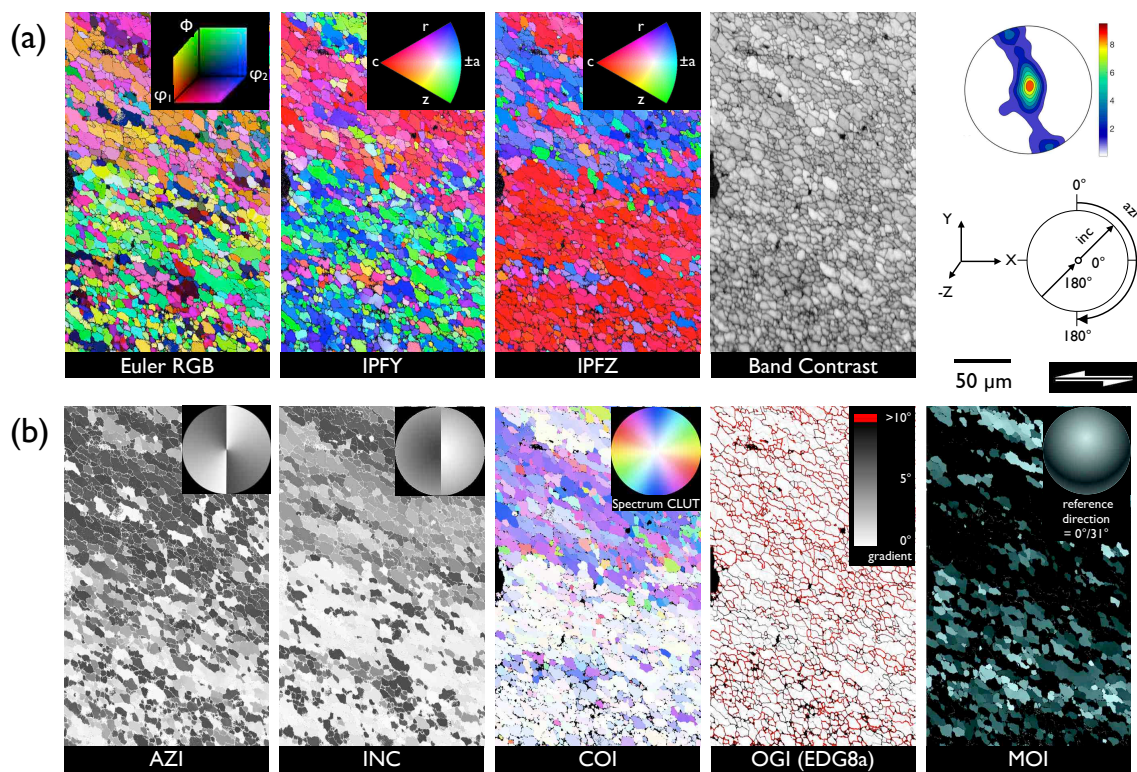 (a)
Φ
φ2
φ1
Euler RGB
r
c
±a
z
IPFY
r
c
±a
z
IPFZ
Band Contrast
8
6
4
2
0°
azi
Y
inc
X
0°
-Z
180°
180°
50 µm
(b)
AZI
INC
Spectrum CLUT
COI
>10°
5°
0°
gradient
OGI (EDG8a)
reference
direction
= 0°/31°
MOI